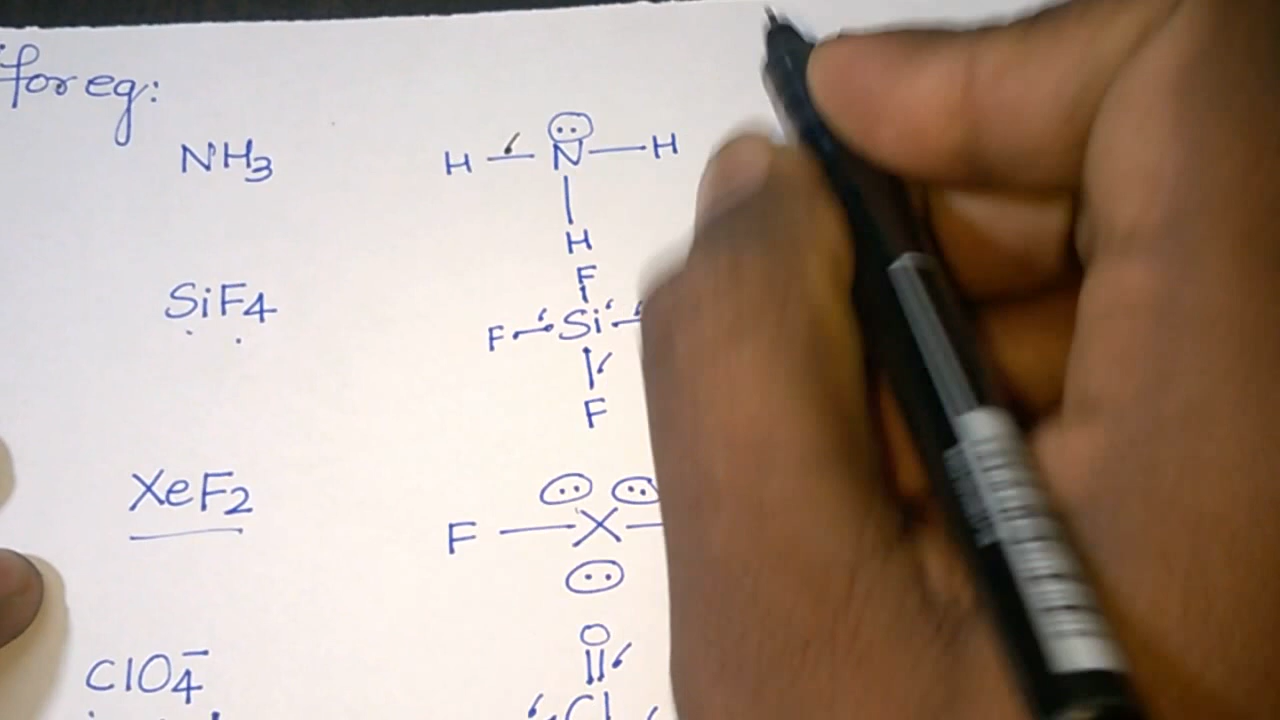 for eg:
NH3 H — N — H
H
F
SiF4 F — Si —
F
XeF2 F — X —
O
ClO4⁻ Cl